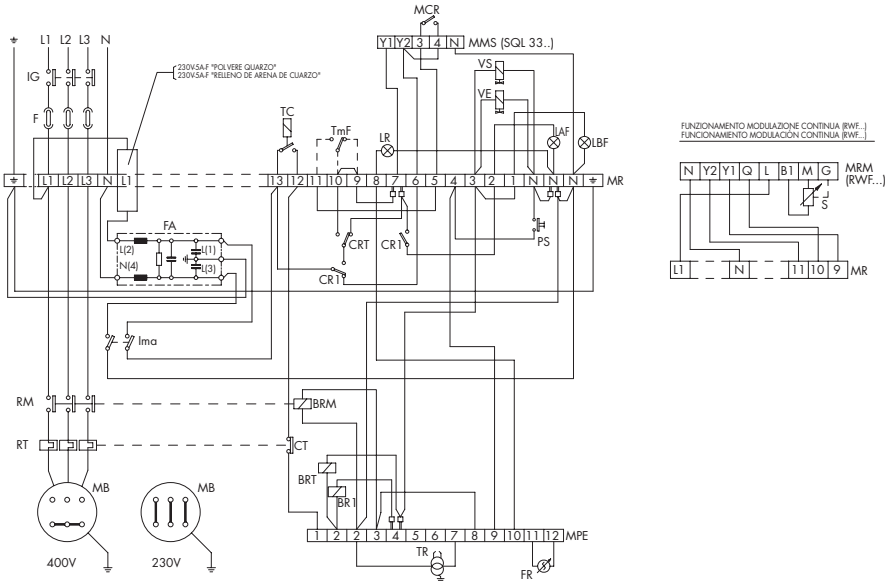 MCR
L1 L2 L3 N
Y1 Y2 3 4 N MMS (SQL 33..)
IG
230V-5A-F "POLVERE QUARZO"
230V-5A-F "RELLENO DE ARENA DE CUARZO"
VS
VE
F
TC
TmF
LR
LAF
LBF
L1 L2 L3 N L1 13 12 11 10 9 8 7 6 5 4 3 2 1 N N N MR
FA
L(2) L(1)
N(4) L(3)
CRT CR1 PS
CR1
Ima
RM BRM
RT CT
BRT
BR1
MB MB
1 2 2 3 4 5 6 7 8 9 10 11 12 MPE
TR
FR
400V 230V
FUNZIONAMENTO MODULAZIONE CONTINUA (RWF...)
FUNCIONAMIENTO MODULACIÓN CONTINUA (RWF...)
N Y2 Y1 Q L B1 M G MRM
(RWF...)
S
L1 N 11 10 9 MR